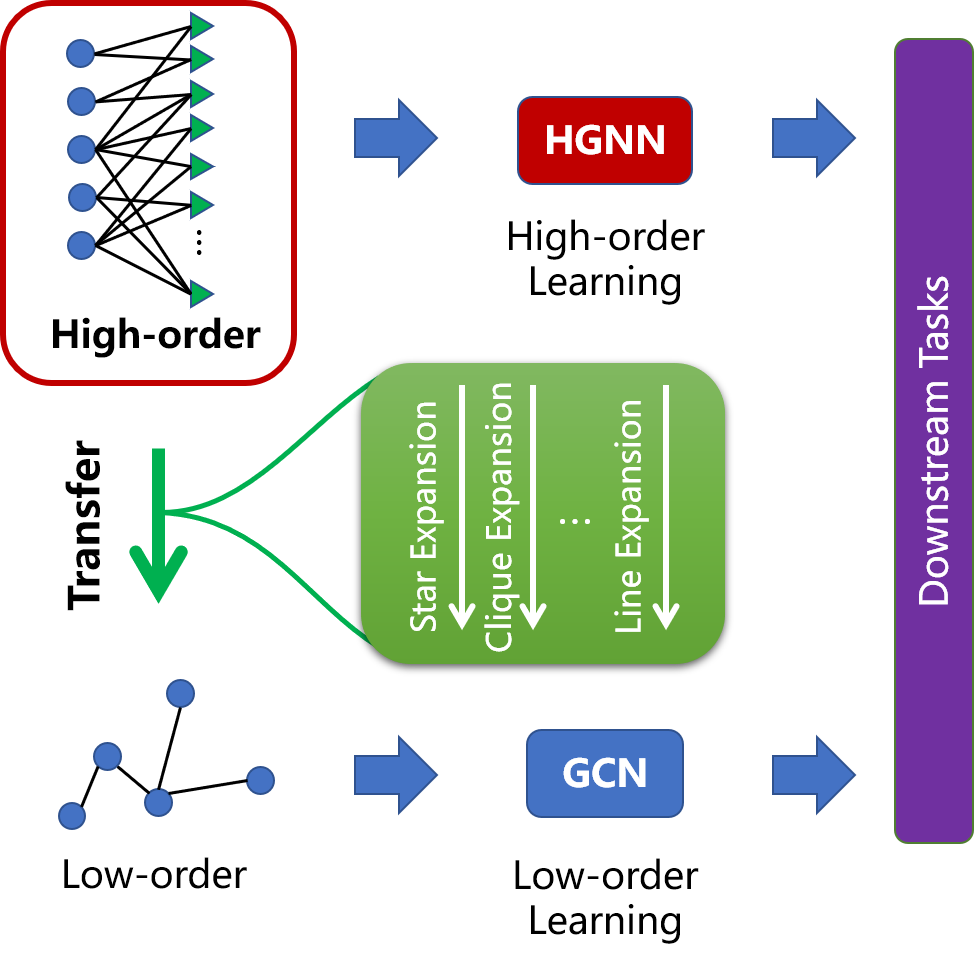 HGNN
High-order
Learning
High-order
Transfer
Star Expansion
Clique Expansion
...
Line Expansion
Downstream Tasks
GCN
Low-order
Low-order
Learning